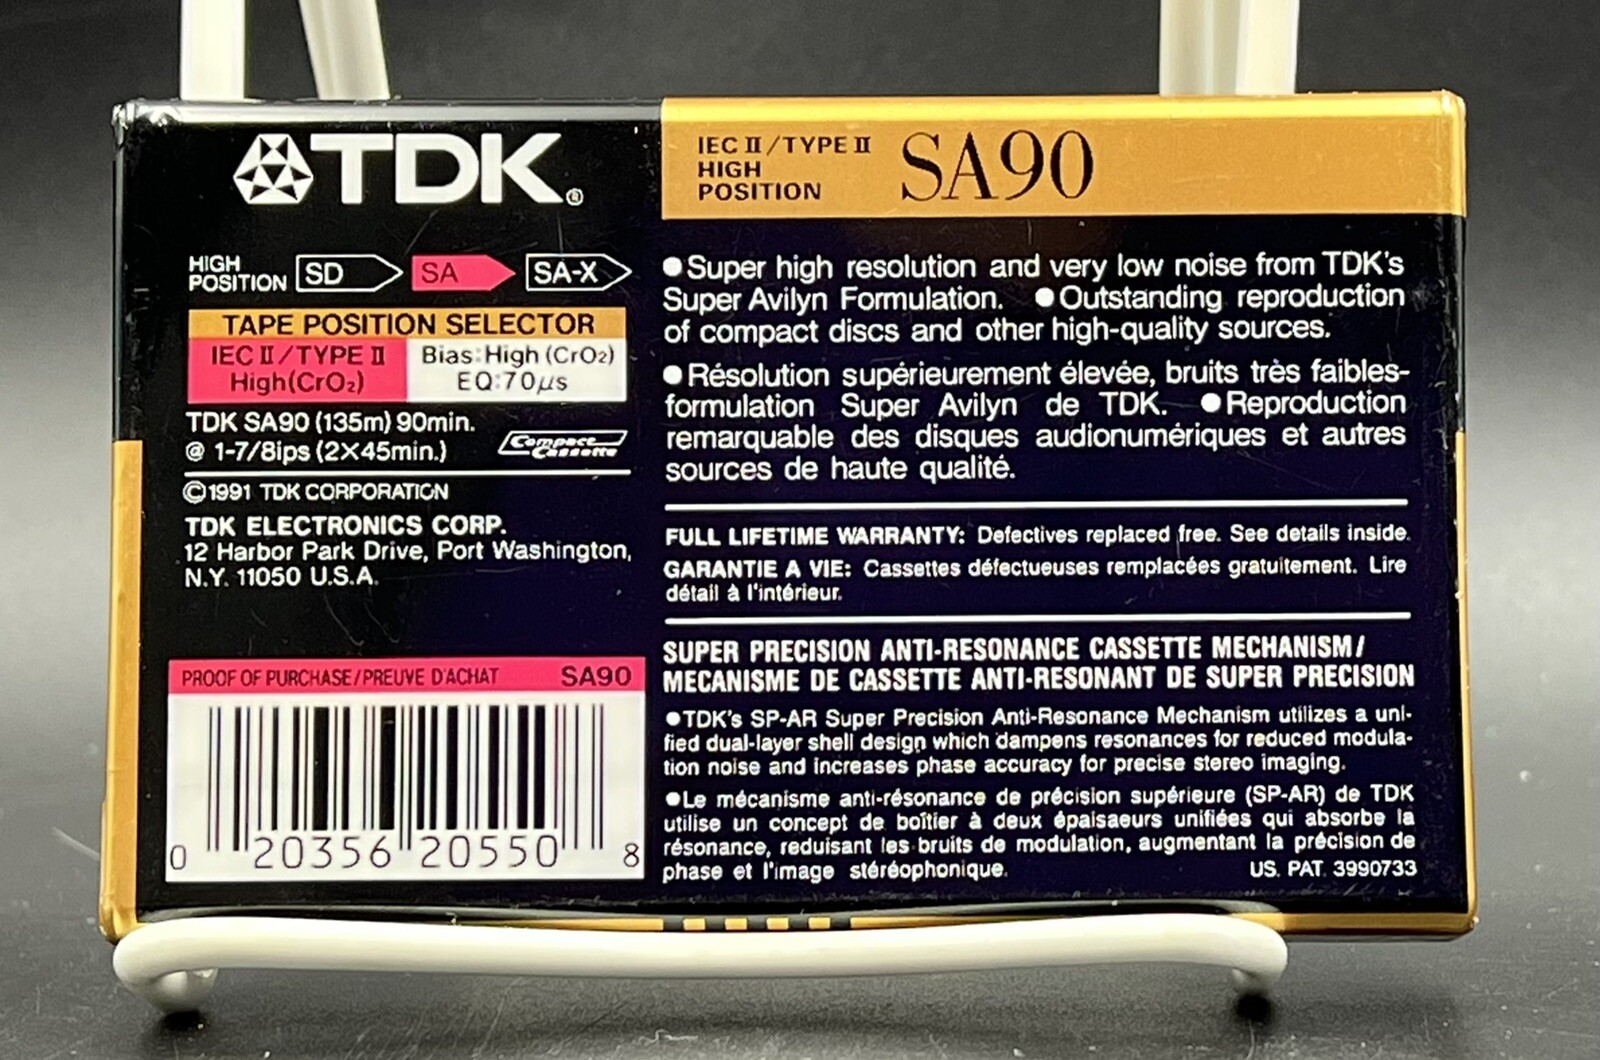 TDK®
IEC II/TYPE II
HIGH
POSITION
SA90
HIGH
POSITION
SD
SA
SA-X
TAPE POSITION SELECTOR
IEC II/TYPE II
High(CrO₂)
Bias:High (CrO₂)
EQ:70μs
TDK SA90 (135m) 90min.
@ 1-7/8ips (2X45min.)
Compact
Cassette
©1991 TDK CORPORATION
TDK ELECTRONICS CORP.
12 Harbor Park Drive, Port Washington,
N.Y. 11050 U.S.A.
PROOF OF PURCHASE/PREUVE D'ACHAT SA90
0 20356 20550 8
●Super high resolution and very low noise from TDK's
Super Avilyn Formulation. ●Outstanding reproduction
of compact discs and other high-quality sources.
●Résolution supérieurement élevée, bruits très faibles-
formulation Super Avilyn de TDK. ●Reproduction
remarquable des disques audionumériques et autres
sources de haute qualité.
FULL LIFETIME WARRANTY: Defectives replaced free. See details inside.
GARANTIE A VIE: Cassettes défectueuses remplacées gratuitement. Lire
détail à l'intérieur.
SUPER PRECISION ANTI-RESONANCE CASSETTE MECHANISM/
MECANISME DE CASSETTE ANTI-RESONANT DE SUPER PRECISION
●TDK's SP-AR Super Precision Anti-Resonance Mechanism utilizes a uni-
fied dual-layer shell design which dampens resonances for reduced modula-
tion noise and increases phase accuracy for precise stereo imaging.
●Le mécanisme anti-résonance de précision supérieure (SP-AR) de TDK
utilise un concept de boîtier à deux épaisaeurs unifiées qui absorbe la
résonance, reduisant les bruits de modulation, augmentant la précision de
phase et l'image stéréophonique.
US. PAT. 3990733